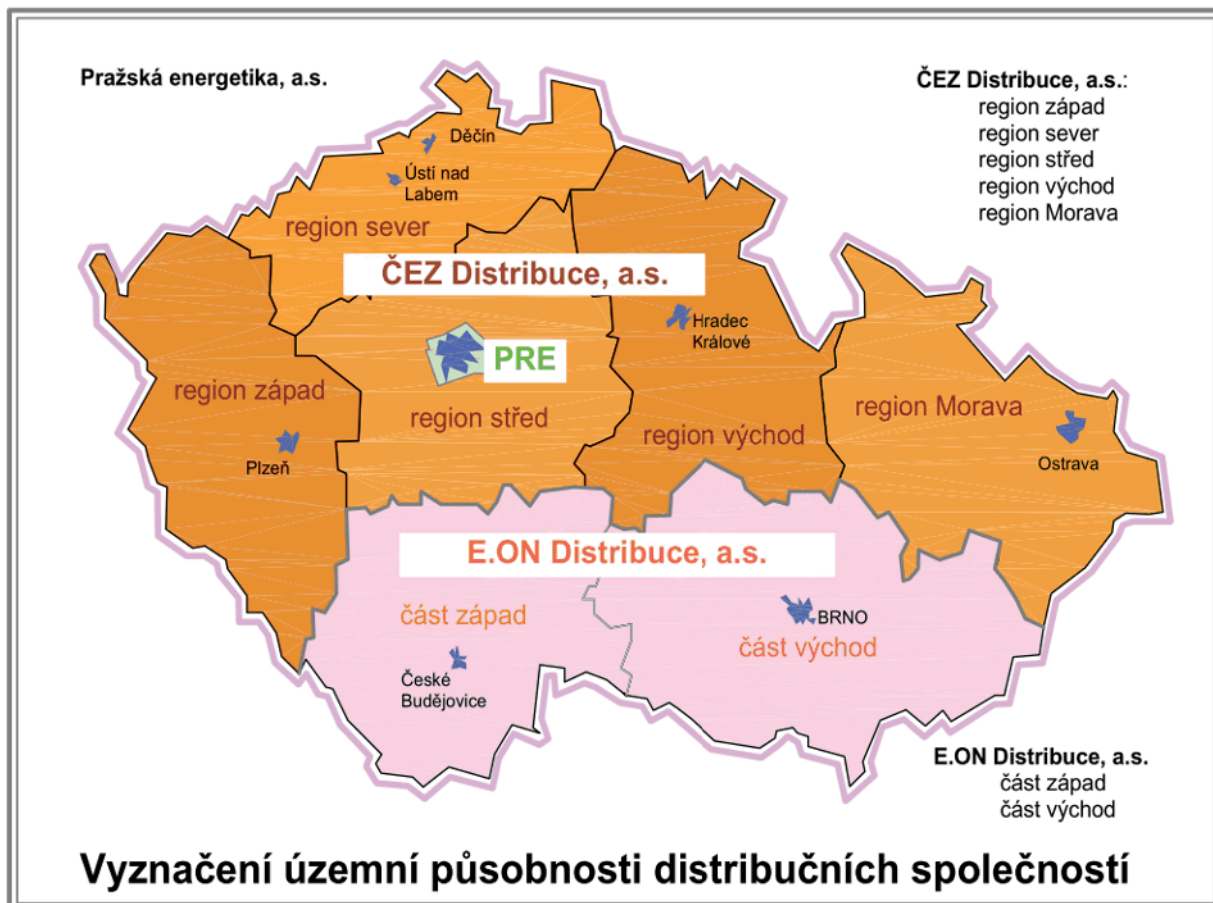 Pražská energetika, a.s.
ČEZ Distribuce, a.s.:
region západ
region sever
region střed
region východ
region Morava
Děčín
Ústí nad
Labem
region sever
ČEZ Distribuce, a.s.
Hradec
Králové
PRE
region západ
region střed
region východ
region Morava
Plzeň
Ostrava
E.ON Distribuce, a.s.
část západ
BRNO
část východ
České
Budějovice
E.ON Distribuce, a.s.
část západ
část východ
Vyznačení územní působnosti distribučních společností